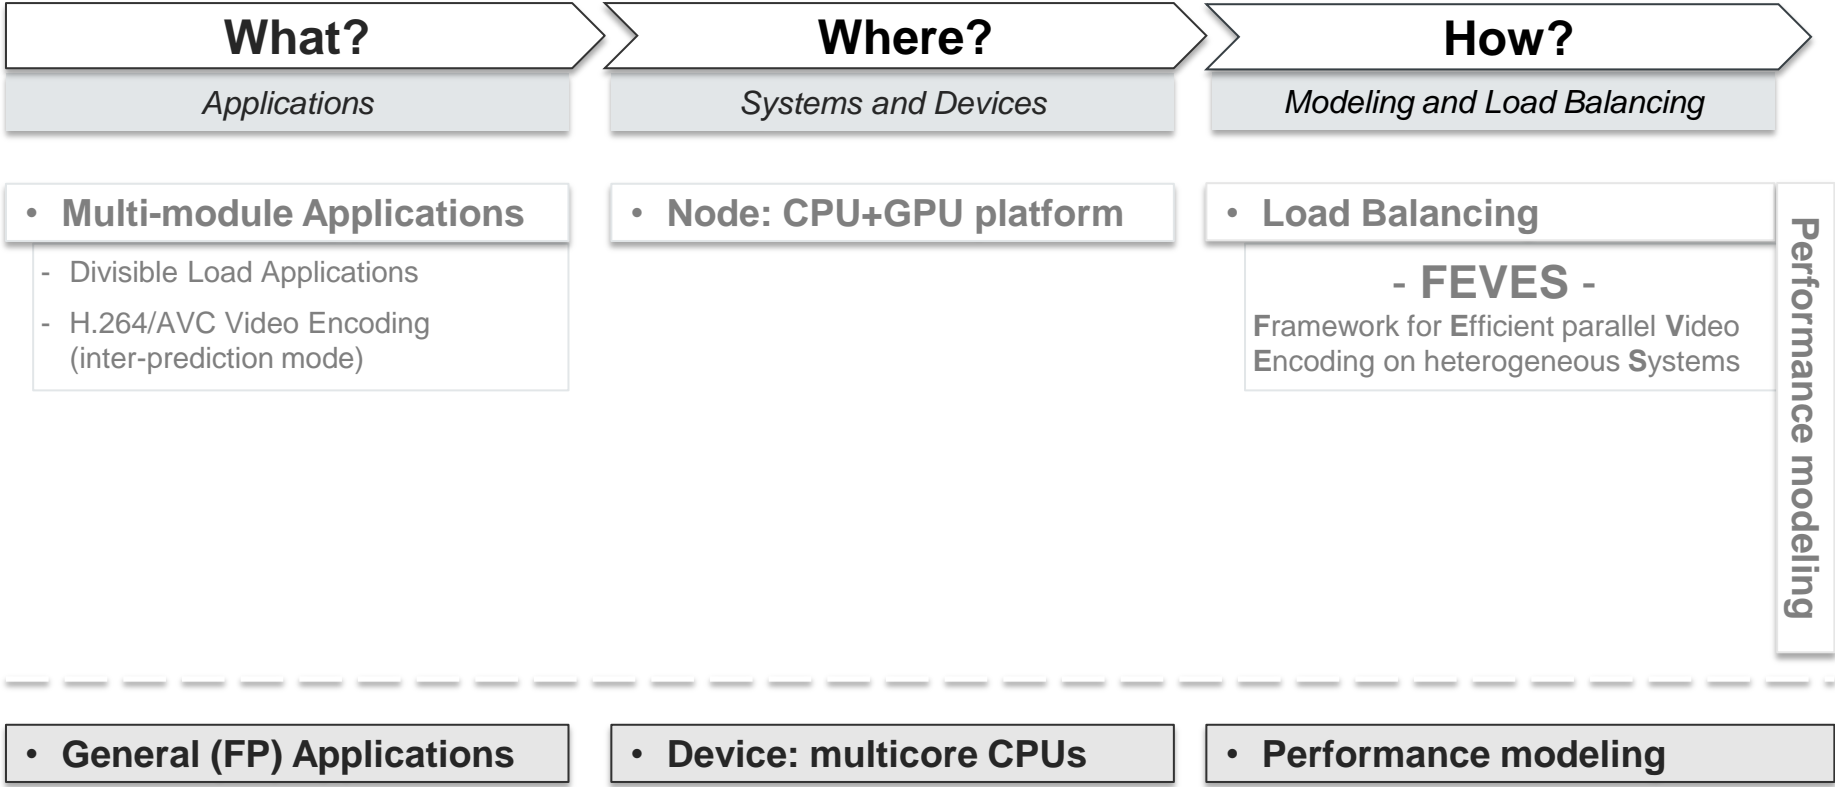 What?
Where?
How?
Applications
Systems and Devices
Modeling and Load Balancing
• Multi-module Applications
- Divisible Load Applications
- H.264/AVC Video Encoding
(inter-prediction mode)
• Node: CPU+GPU platform
• Load Balancing
- FEVES -
Framework for Efficient parallel Video
Encoding on heterogeneous Systems
Performance modeling
• General (FP) Applications
• Device: multicore CPUs
• Performance modeling